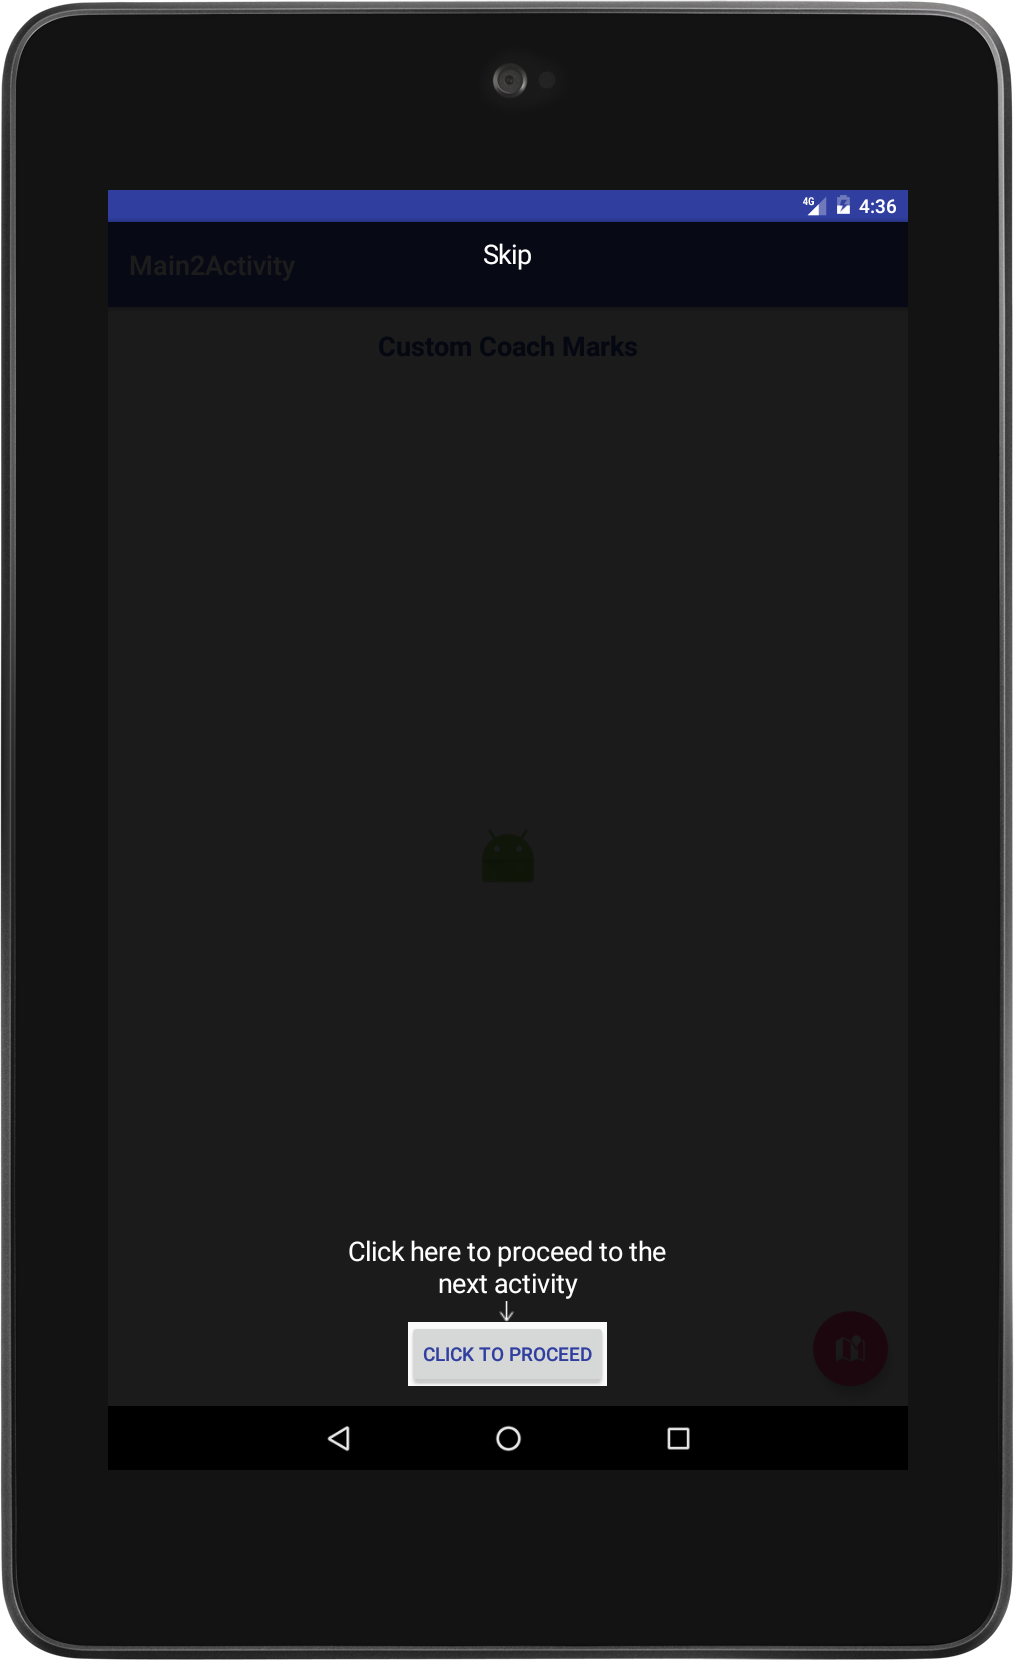 4G 4:36
Skip
Main2Activity
Custom Coach Marks
Click here to proceed to the
next activity
CLICK TO PROCEED